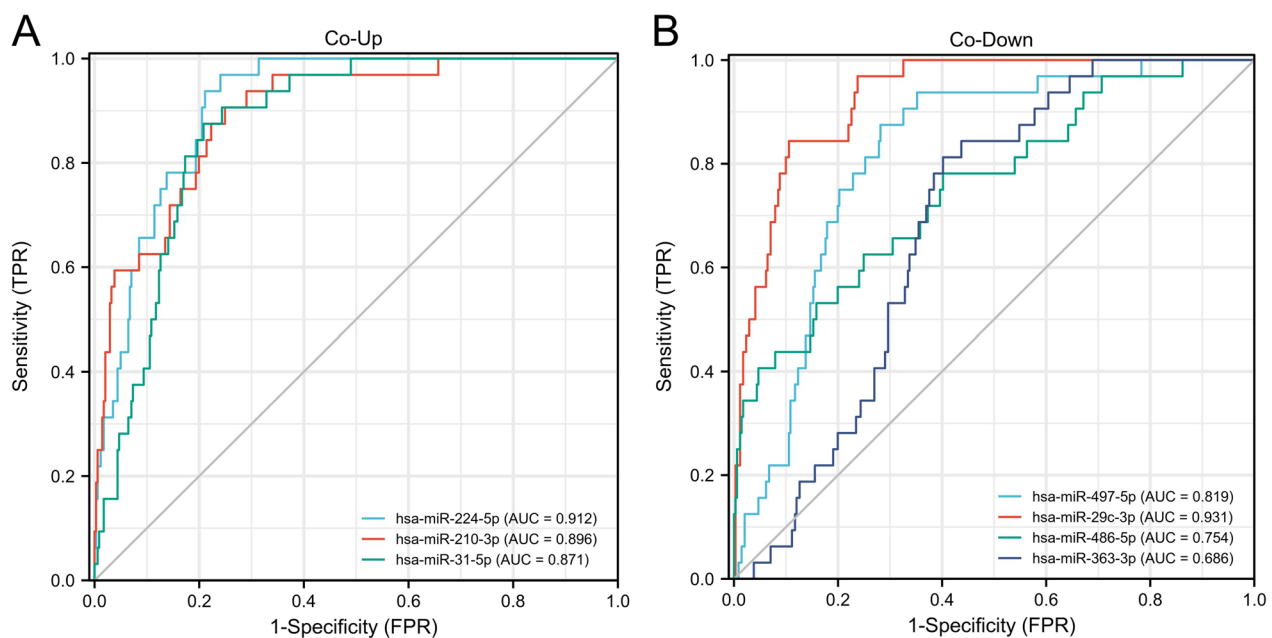 A
Co-Up
Sensitivity (TPR)
1.0
0.8
0.6
0.4
0.2
0.0
hsa-miR-224-5p (AUC = 0.912)
hsa-miR-210-3p (AUC = 0.896)
hsa-miR-31-5p (AUC = 0.871)
0.0 0.2 0.4 0.6 0.8 1.0
1-Specificity (FPR)
B
Co-Down
Sensitivity (TPR)
1.0
0.8
0.6
0.4
0.2
0.0
hsa-miR-497-5p (AUC = 0.819)
hsa-miR-29c-3p (AUC = 0.931)
hsa-miR-486-5p (AUC = 0.754)
hsa-miR-363-3p (AUC = 0.686)
0.0 0.2 0.4 0.6 0.8 1.0
1-Specificity (FPR)